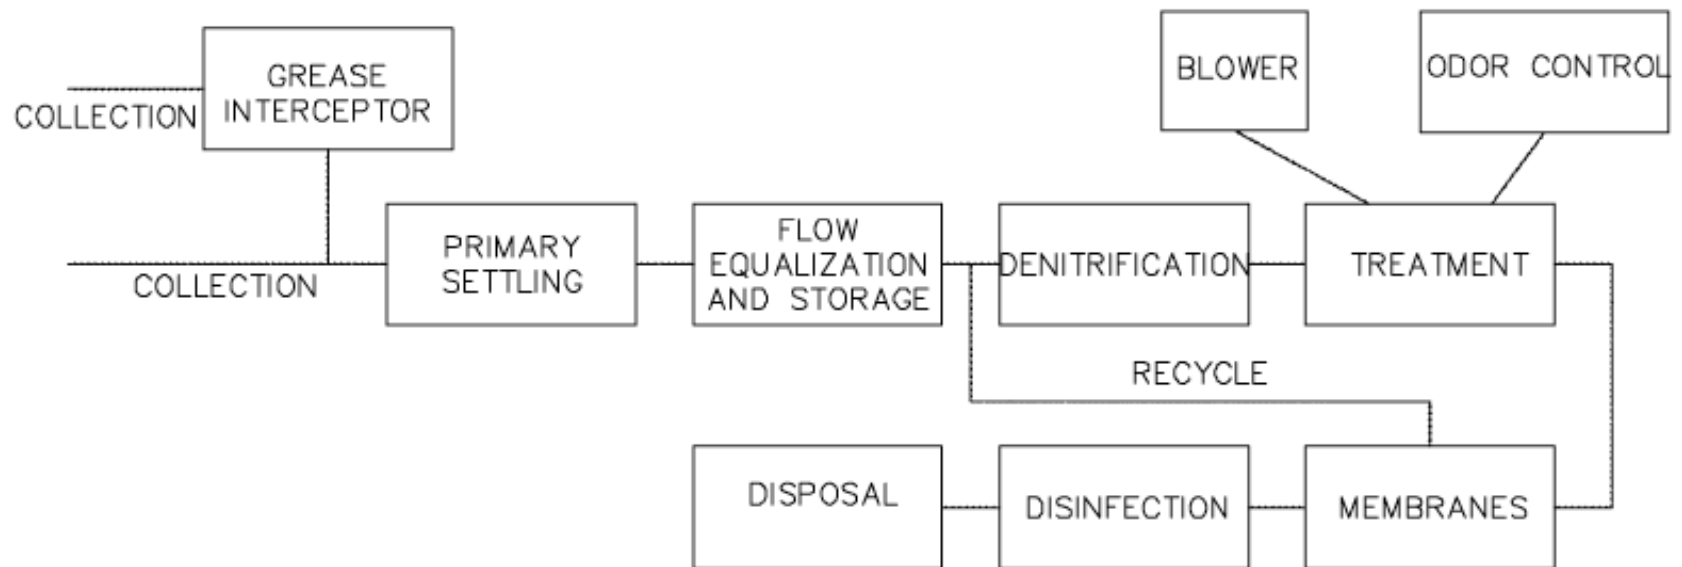 GREASE
INTERCEPTOR
COLLECTION
BLOWER
ODOR CONTROL
COLLECTION
PRIMARY
SETTLING
FLOW
EQUALIZATION
AND STORAGE
DENITRIFICATION
TREATMENT
RECYCLE
DISPOSAL
DISINFECTION
MEMBRANES